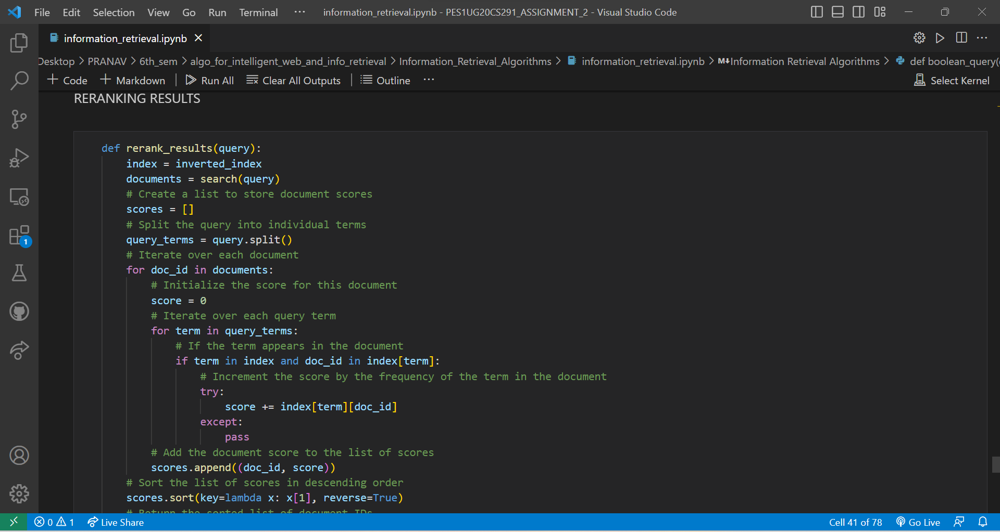 File Edit Selection View Go Run Terminal ··· information_retrieval.ipynb - PES1UG20CS291_ASSIGNMENT_2 - Visual Studio Code
information_retrieval.ipynb
Desktop > PRANAV > 6th_sem > algo_for_intelligent_web_and_info_retrieval > Information_Retrieval_Algorithms > information_retrieval.ipynb > M↓Information Retrieval Algorithms > def boolean_query(
+ Code + Markdown | Run All Clear All Outputs | Outline ··· Select Kernel
RERANKING RESULTS
def rerank_results(query):
    index = inverted_index
    documents = search(query)
    # Create a list to store document scores
    scores = []
    # Split the query into individual terms
    query_terms = query.split()
    # Iterate over each document
    for doc_id in documents:
        # Initialize the score for this document
        score = 0
        # Iterate over each query term
        for term in query_terms:
            # If the term appears in the document
            if term in index and doc_id in index[term]:
                # Increment the score by the frequency of the term in the document
                try:
                    score += index[term][doc_id]
                except:
                    pass
        # Add the document score to the list of scores
        scores.append((doc_id, score))
    # Sort the list of scores in descending order
    scores.sort(key=lambda x: x[1], reverse=True)
    # Return the sorted list of document IDs
1
0 1 Live Share Cell 41 of 78 Go Live